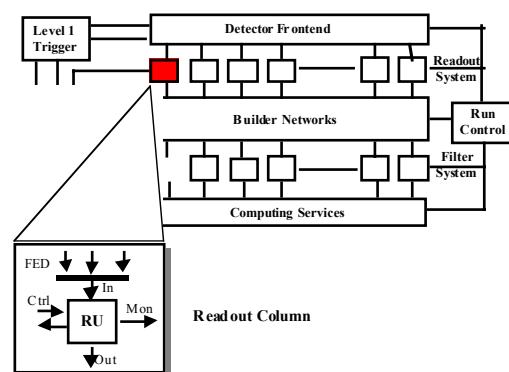 Level 1
Trigger
Detector Frontend
Readout
System
Builder Networks
Run
Control
Filter
System
Computing Services
FED
In
Ctrl
RU
Mon
Out
Readout Column